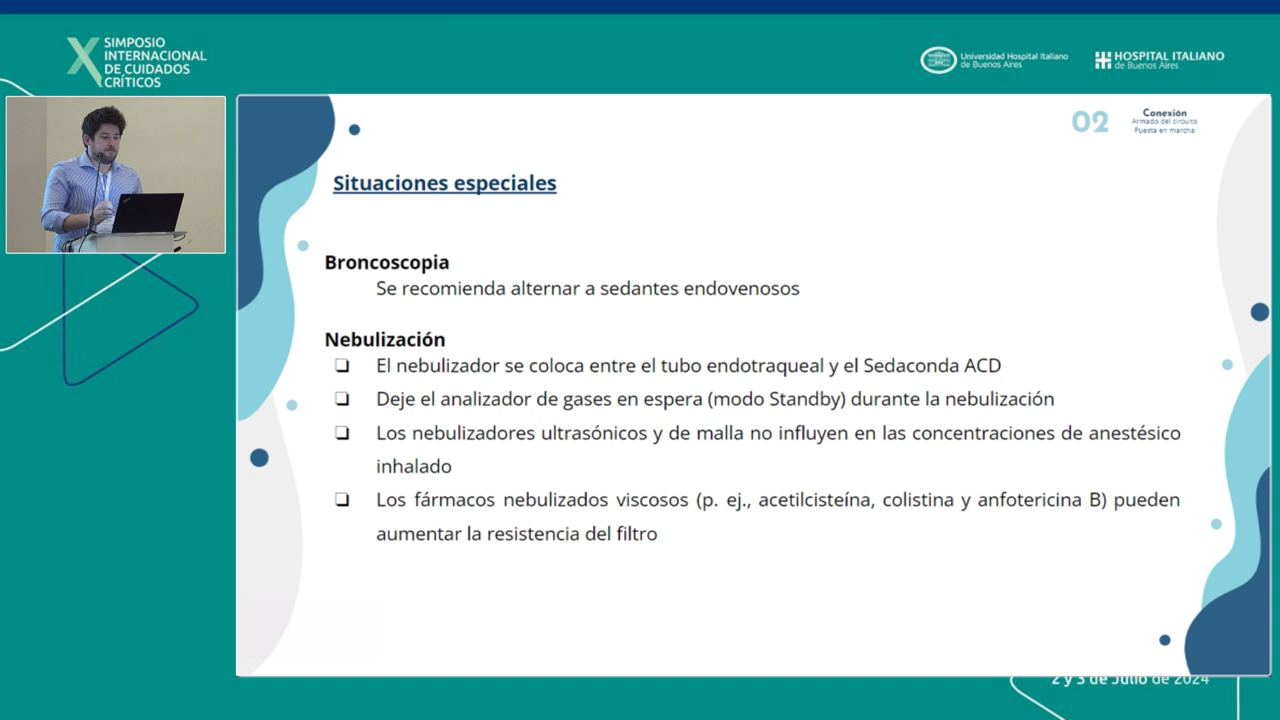 X SIMPOSIO
INTERNACIONAL
DE CUIDADOS
CRÍTICOS
Universidad Hospital Italiano
de Buenos Aires
HOSPITAL ITALIANO
de Buenos Aires
02
Conexión
Armado del circuito
Puesta en marcha
Situaciones especiales
Broncoscopia
Se recomienda alternar a sedantes endovenosos
Nebulización
❏ El nebulizador se coloca entre el tubo endotraqueal y el Sedaconda ACD
❏ Deje el analizador de gases en espera (modo Standby) durante la nebulización
❏ Los nebulizadores ultrasónicos y de malla no influyen en las concentraciones de anestésico
inhalado
❏ Los fármacos nebulizados viscosos (p. ej., acetilcisteína, colistina y anfotericina B) pueden
aumentar la resistencia del filtro
2 y 3 de Julio de 2024